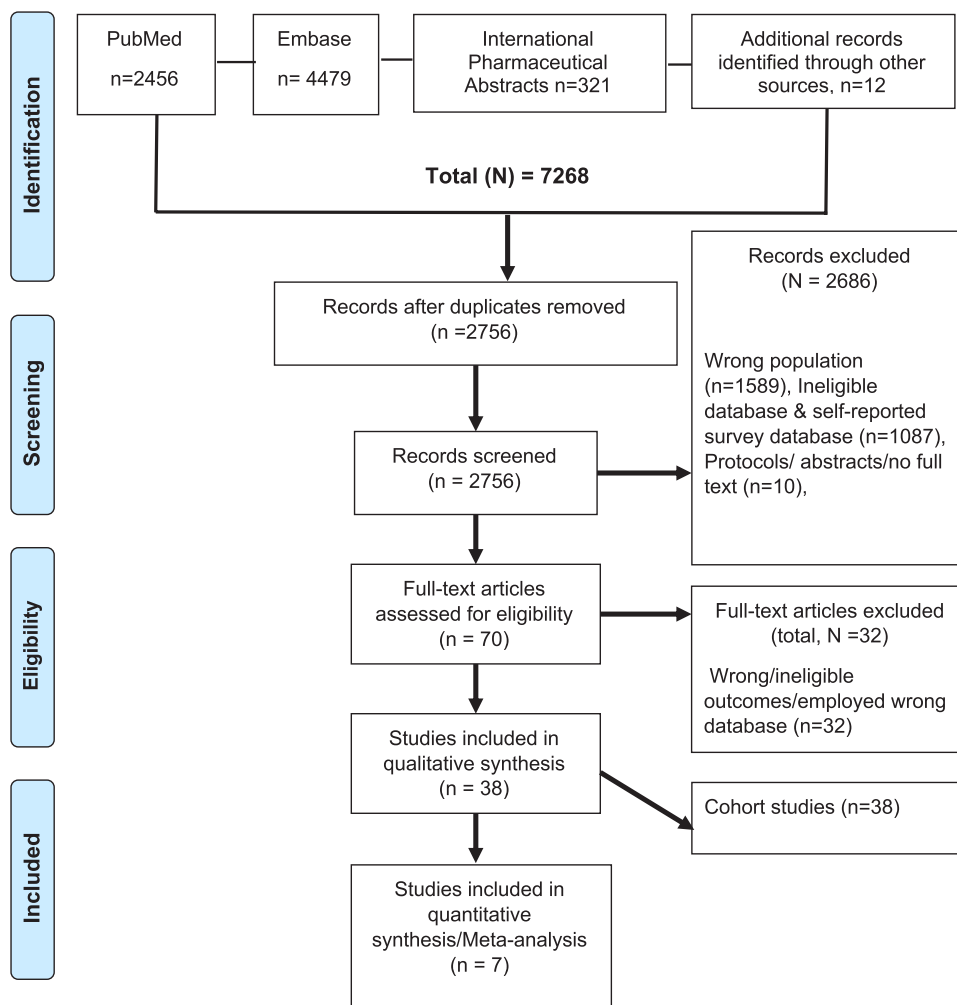 Identification
PubMed
n=2456
Embase
n= 4479
International
Pharmaceutical
Abstracts n=321
Additional records
identified through other
sources, n=12
Total (N) = 7268
Records after duplicates removed
(n =2756)
Records excluded
(N = 2686)
Wrong population
(n=1589), Ineligible
database & self-reported
survey database (n=1087),
Protocols/ abstracts/no full
text (n=10),
Screening
Records screened
(n = 2756)
Eligibility
Full-text articles
assessed for eligibility
(n = 70)
Full-text articles excluded
(total, N =32)
Wrong/ineligible
outcomes/employed wrong
database (n=32)
Studies included in
qualitative synthesis
(n = 38)
Cohort studies (n=38)
Included
Studies included in
quantitative
synthesis/Meta-analysis
(n = 7)